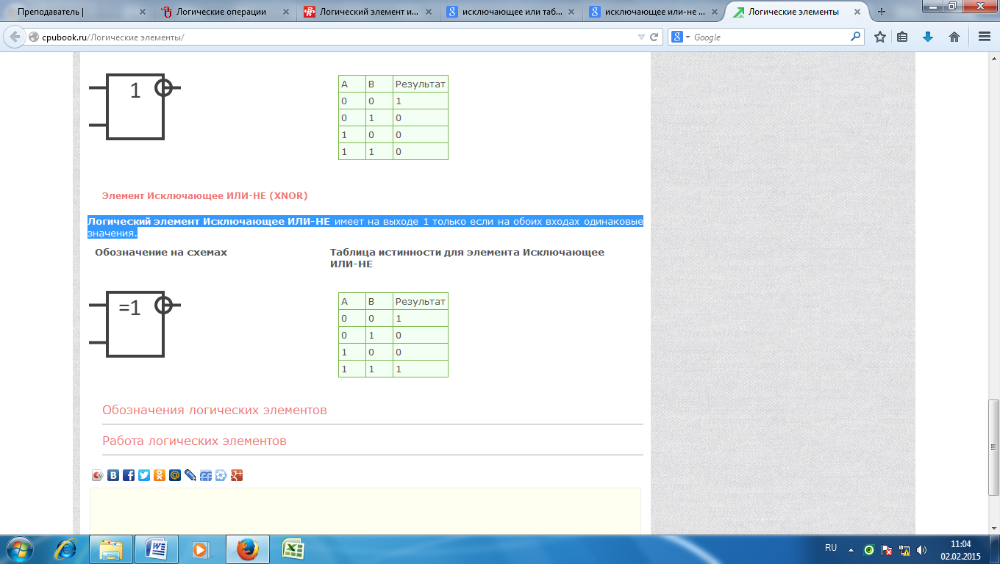 Преподаватель |
Логические операции
Логический элемент и...
исключающее или таб...
исключающее или-не ...
Логические элементы
cpubook.ru/Логические элементы/
Google
1
A B Результат
0 0 1
0 1 0
1 0 0
1 1 0
Элемент Исключающее ИЛИ-НЕ (XNOR)
Логический элемент Исключающее ИЛИ-НЕ имеет на выходе 1 только если на обоих входах одинаковые
значения.
Обозначение на схемах
Таблица истинности для элемента Исключающее
ИЛИ-НЕ
=1
A B Результат
0 0 1
0 1 0
1 0 0
1 1 1
Обозначения логических элементов
Работа логических элементов
RU
11:04
02.02.2015